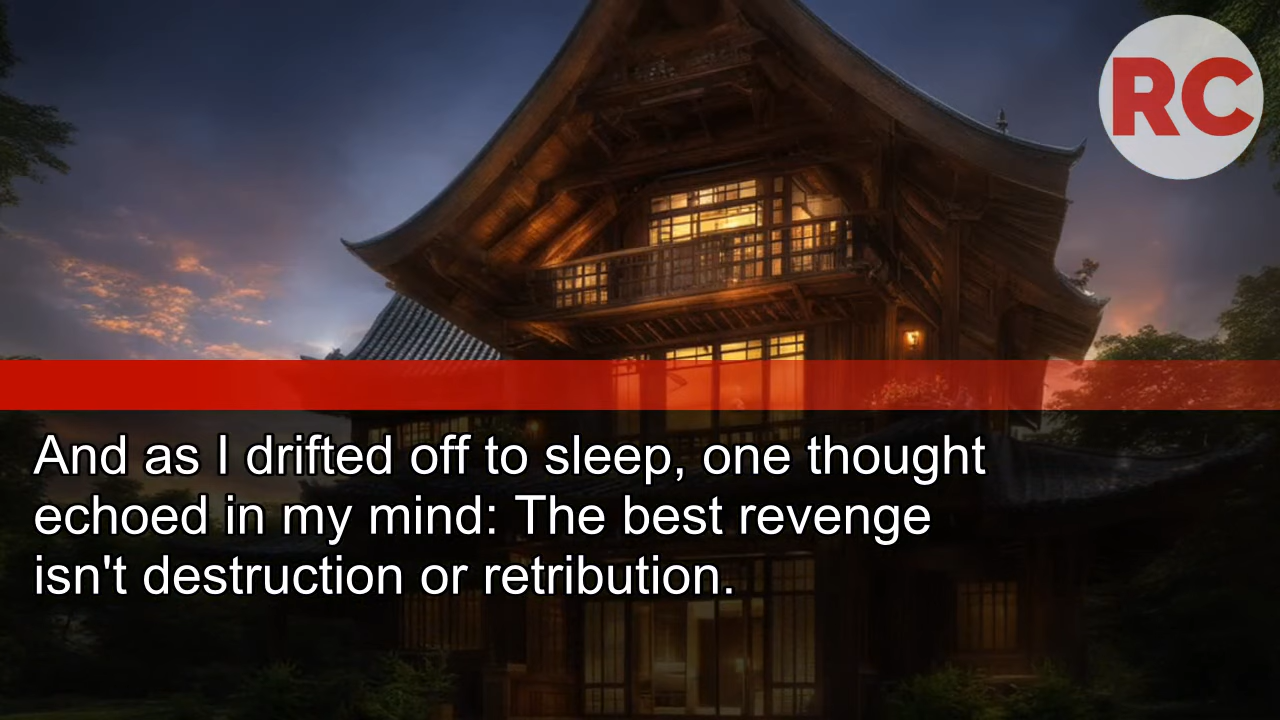 RC
And as I drifted off to sleep, one thought
echoed in my mind: The best revenge
isn't destruction or retribution.